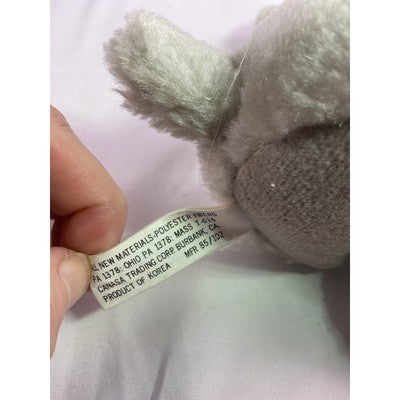 ALL NEW MATERIALS-POLYESTER FIBERS
PA 1378: OHIO PA 1378: MASS T-616
CANASA TRADING CORP. BURBANK, CA.
PRODUCT OF KOREA MFR 85/102